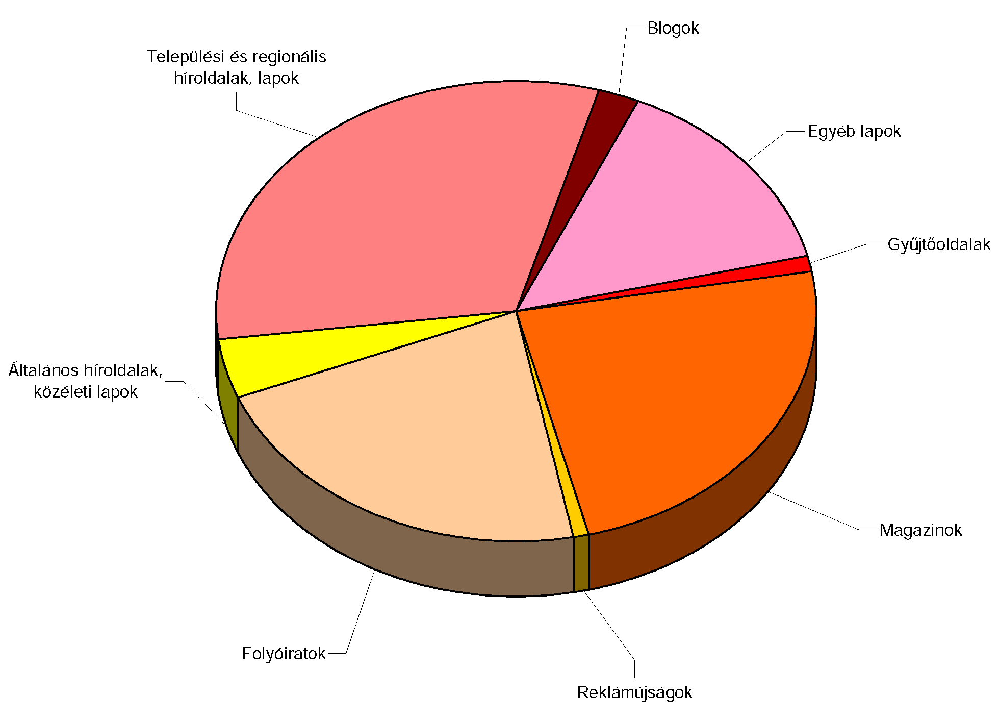 Blogok
Települési és regionális
híroldalak, lapok
Egyéb lapok
Gyűjtőoldalak
Általános híroldalak,
közéleti lapok
Magazinok
Folyóiratok
Reklámújságok